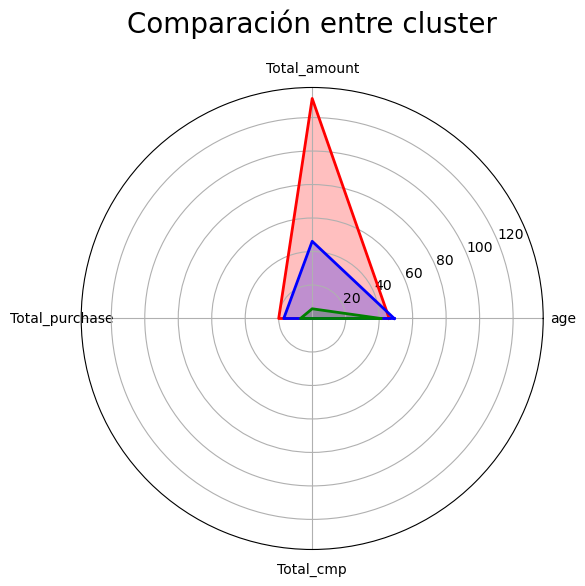 Comparación entre cluster
Total_amount
120
100
80
60
40
20
Total_purchase
age
Total_cmp